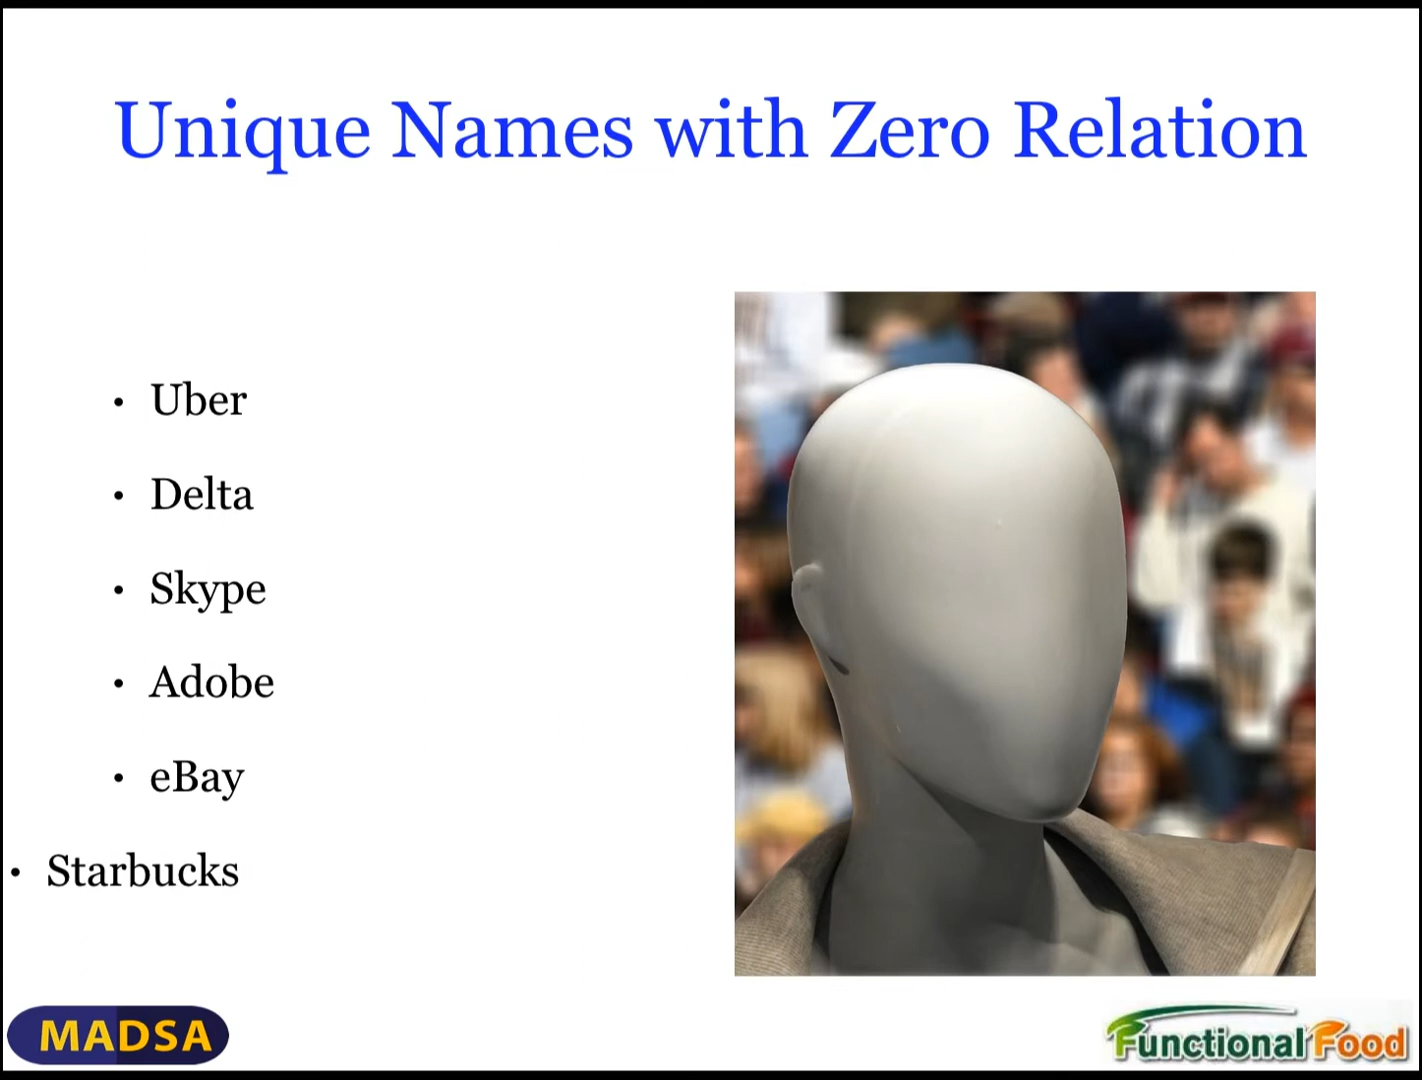 Unique Names with Zero Relation
• Uber
• Delta
• Skype
• Adobe
• eBay
• Starbucks
MADSA
Functional Food